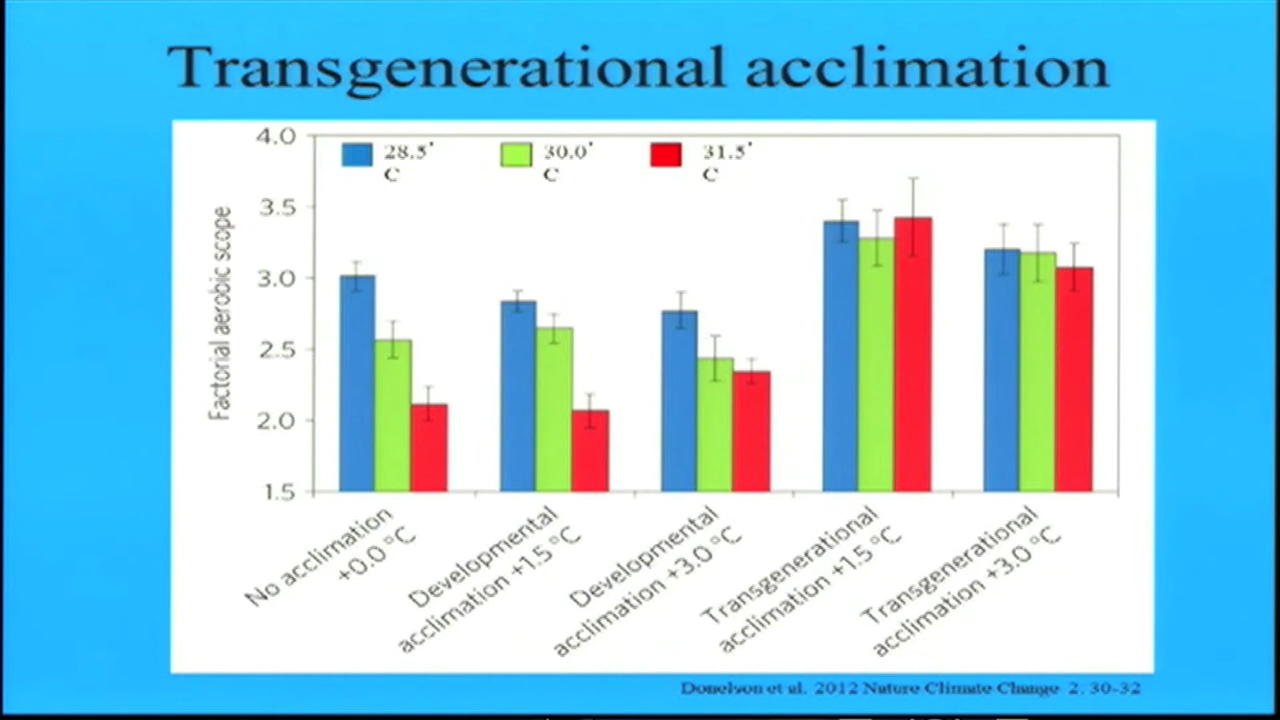 Transgenerational acclimation
4.0
3.5
3.0
2.5
2.0
1.5
Factorial aerobic scope
28.5'
C
30.0'
C
31.5'
C
No acclimation
+0.0 °C
Developmental
acclimation +1.5 °C
Developmental
acclimation +3.0 °C
Transgenerational
acclimation +1.5 °C
Transgenerational
acclimation +3.0 °C
Donelson et al. 2012 Nature Climate Change 2, 30-32